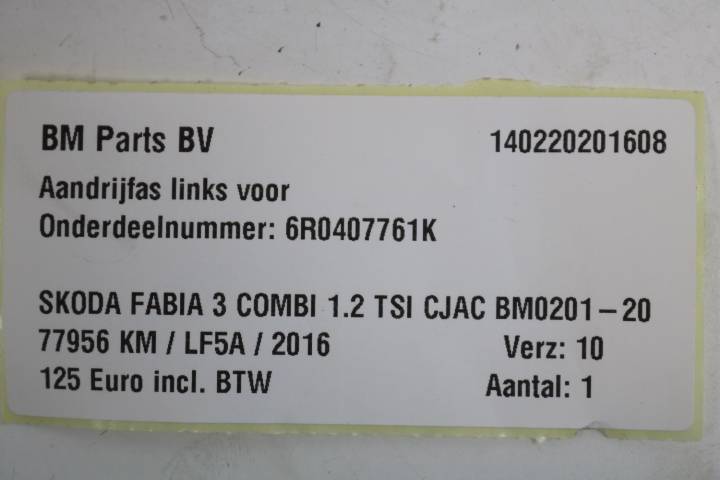 BM Parts BV 140220201608
Aandrijfas links voor
Onderdeelnummer: 6R0407761K
SKODA FABIA 3 COMBI 1.2 TSI CJAC BM0201-20
77956 KM / LF5A / 2016 Verz: 10
125 Euro incl. BTW Aantal: 1